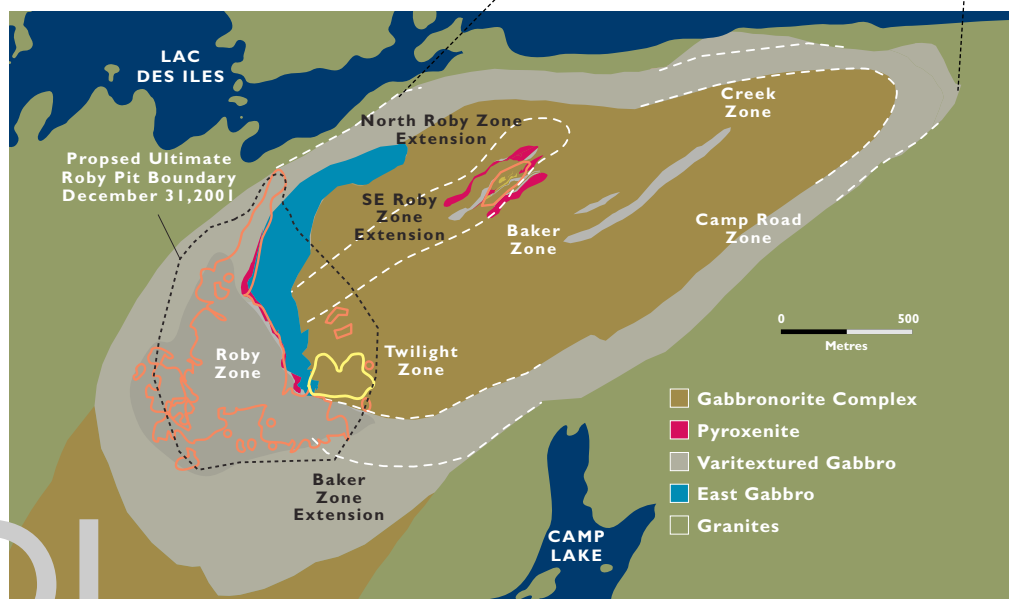 LAC
DES ILES
Creek
Zone
North Roby Zone
Extension
Propsed Ultimate
Roby Pit Boundary
December 31,2001
SE Roby
Zone
Extension
Baker
Zone
Camp Road
Zone
0 500
Metres
Roby
Zone
Twilight
Zone
Gabbronorite Complex
Pyroxenite
Varitextured Gabbro
East Gabbro
Granites
Baker
Zone
Extension
CAMP
LAKE